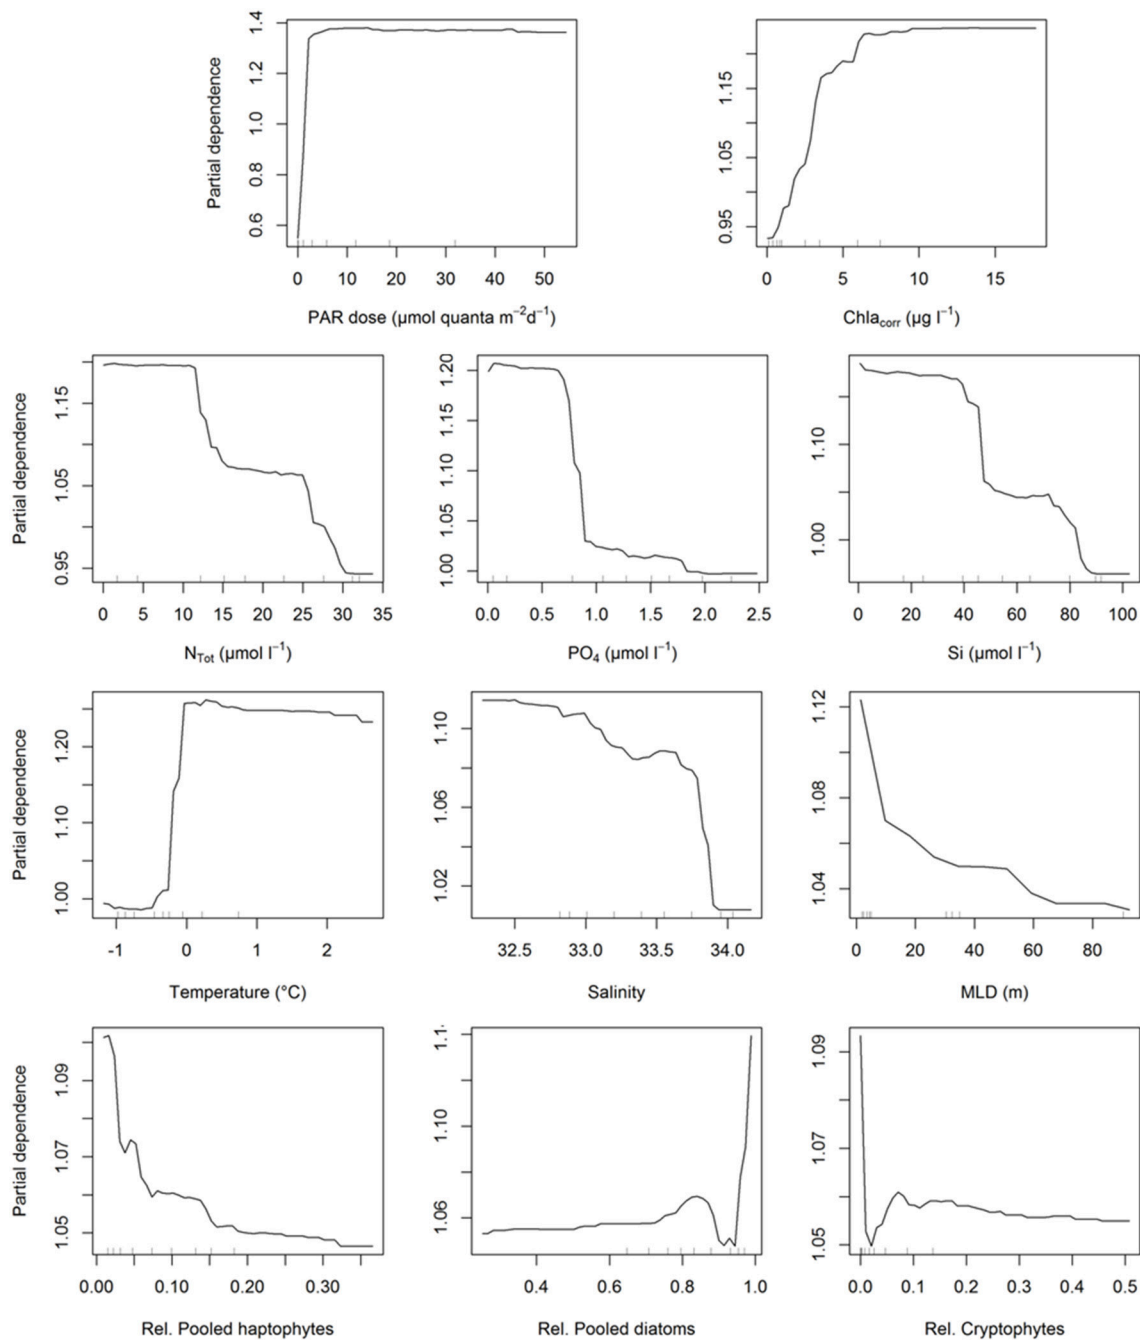 Partial dependence
1.4
1.2
1.0
0.8
0.6
0 10 20 30 40 50
PAR dose (µmol quanta m⁻²d⁻¹)
1.15
1.05
0.95
0 5 10 15
Chlacorr (µg l⁻¹)
Partial dependence
1.15
1.05
0.95
0 5 10 15 20 25 30 35
NTot (µmol l⁻¹)
1.20
1.15
1.10
1.05
1.00
0.0 0.5 1.0 1.5 2.0 2.5
PO₄ (µmol l⁻¹)
1.10
1.00
0 20 40 60 80 100
Si (µmol l⁻¹)
Partial dependence
1.20
1.10
1.00
-1 0 1 2
Temperature (°C)
1.10
1.06
1.02
32.5 33.0 33.5 34.0
Salinity
1.12
1.08
1.04
0 20 40 60 80
MLD (m)
Partial dependence
1.09
1.07
1.05
0.00 0.10 0.20 0.30
Rel. Pooled haptophytes
1.10
1.06
0.4 0.6 0.8 1.0
Rel. Pooled diatoms
1.09
1.07
1.05
0.0 0.1 0.2 0.3 0.4 0.5
Rel. Cryptophytes